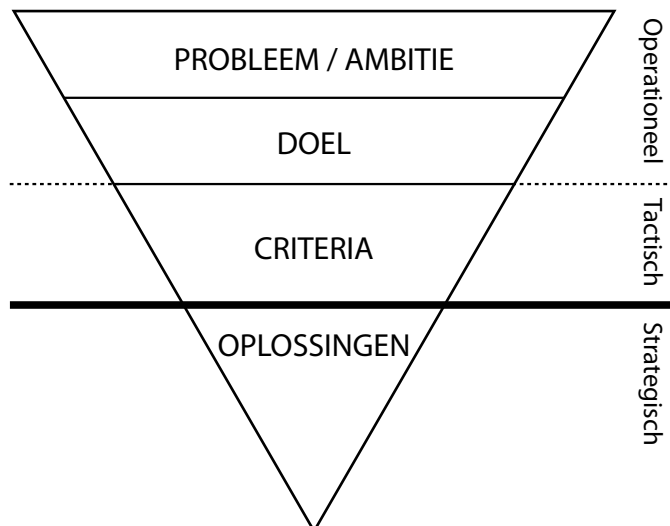 PROBLEEM / AMBITIE
DOEL
CRITERIA
OPLOSSINGEN
Operationeel
Tactisch
Strategisch